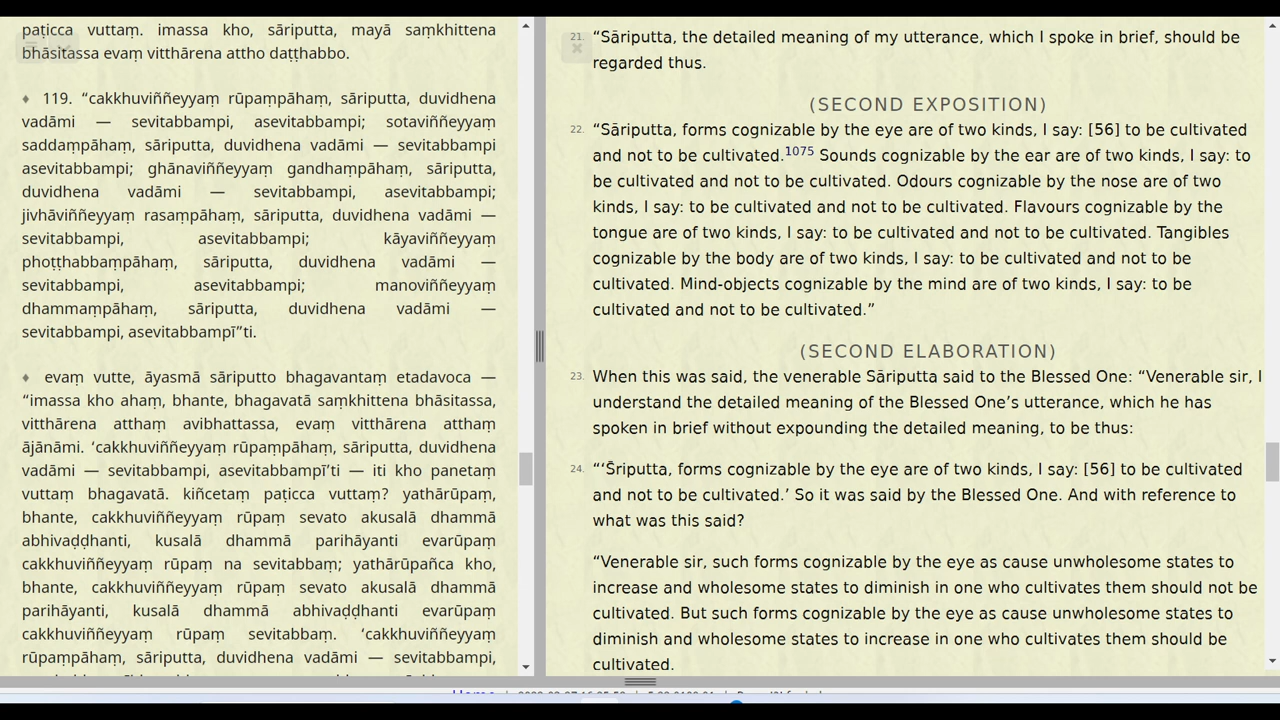 paṭicca vuttaṃ. imassa kho, sāriputta, mayā saṃkhittena
bhāsitassa evaṃ vitthārena attho daṭṭhabbo.
♦ 119. “cakkhuviññeyyaṃ rūpaṃpāhaṃ, sāriputta, duvidhena
vadāmi — sevitabbampi, asevitabbampi; sotaviññeyyaṃ
saddaṃpāhaṃ, sāriputta, duvidhena vadāmi — sevitabbampi
asevitabbampi; ghānaviññeyyaṃ gandhaṃpāhaṃ, sāriputta,
duvidhena vadāmi — sevitabbampi, asevitabbampi;
jivhāviññeyyaṃ rasaṃpāhaṃ, sāriputta, duvidhena vadāmi —
sevitabbampi, asevitabbampi; kāyaviññeyyaṃ
phoṭṭhabbaṃpāhaṃ, sāriputta, duvidhena vadāmi —
sevitabbampi, asevitabbampi; manoviññeyyaṃ
dhammaṃpāhaṃ, sāriputta, duvidhena vadāmi —
sevitabbampi, asevitabbampī”ti.
♦ evaṃ vutte, āyasmā sāriputto bhagavantaṃ etadavoca —
“imassa kho ahaṃ, bhante, bhagavatā saṃkhittena bhāsitassa,
vitthārena atthaṃ avibhattassa, evaṃ vitthārena atthaṃ
ājānāmi. ‘cakkhuviññeyyaṃ rūpaṃpāhaṃ, sāriputta, duvidhena
vadāmi — sevitabbampi, asevitabbampī’ti — iti kho panetaṃ
vuttaṃ bhagavatā. kiñcetaṃ paṭicca vuttaṃ? yathārūpaṃ,
bhante, cakkhuviññeyyaṃ rūpaṃ sevato akusalā dhammā
abhivaḍḍhanti, kusalā dhammā parihāyanti evarūpaṃ
cakkhuviññeyyaṃ rūpaṃ na sevitabbaṃ; yathārūpañca kho,
bhante, cakkhuviññeyyaṃ rūpaṃ sevato akusalā dhammā
parihāyanti, kusalā dhammā abhivaḍḍhanti evarūpaṃ
cakkhuviññeyyaṃ rūpaṃ sevitabbaṃ. ‘cakkhuviññeyyaṃ
rūpaṃpāhaṃ, sāriputta, duvidhena vadāmi — sevitabbampi,
21. “Sāriputta, the detailed meaning of my utterance, which I spoke in brief, should be
regarded thus.
(SECOND EXPOSITION)
22. “Sāriputta, forms cognizable by the eye are of two kinds, I say: [56] to be cultivated
and not to be cultivated.1075 Sounds cognizable by the ear are of two kinds, I say: to
be cultivated and not to be cultivated. Odours cognizable by the nose are of two
kinds, I say: to be cultivated and not to be cultivated. Flavours cognizable by the
tongue are of two kinds, I say: to be cultivated and not to be cultivated. Tangibles
cognizable by the body are of two kinds, I say: to be cultivated and not to be
cultivated. Mind-objects cognizable by the mind are of two kinds, I say: to be
cultivated and not to be cultivated.”
(SECOND ELABORATION)
23. When this was said, the venerable Sāriputta said to the Blessed One: “Venerable sir, I
understand the detailed meaning of the Blessed One’s utterance, which he has
spoken in brief without expounding the detailed meaning, to be thus:
24. “‘S̄riputta, forms cognizable by the eye are of two kinds, I say: [56] to be cultivated
and not to be cultivated.’ So it was said by the Blessed One. And with reference to
what was this said?
“Venerable sir, such forms cognizable by the eye as cause unwholesome states to
increase and wholesome states to diminish in one who cultivates them should not be
cultivated. But such forms cognizable by the eye as cause unwholesome states to
diminish and wholesome states to increase in one who cultivates them should be
cultivated.